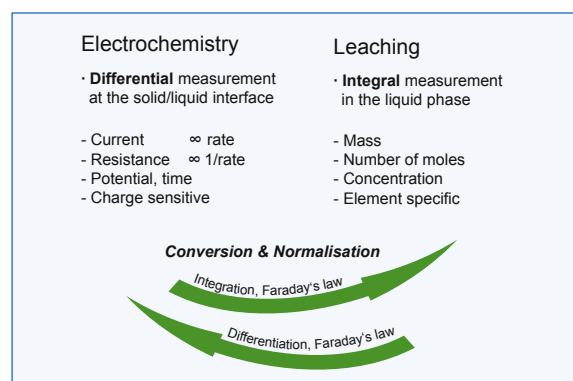 Electrochemistry
· Differential measurement
at the solid/liquid interface
- Current ∞ rate
- Resistance ∞ 1/rate
- Potential, time
- Charge sensitive
Leaching
· Integral measurement
in the liquid phase
- Mass
- Number of moles
- Concentration
- Element specific
Conversion & Normalisation
Integration, Faraday's law
Differentiation, Faraday's law